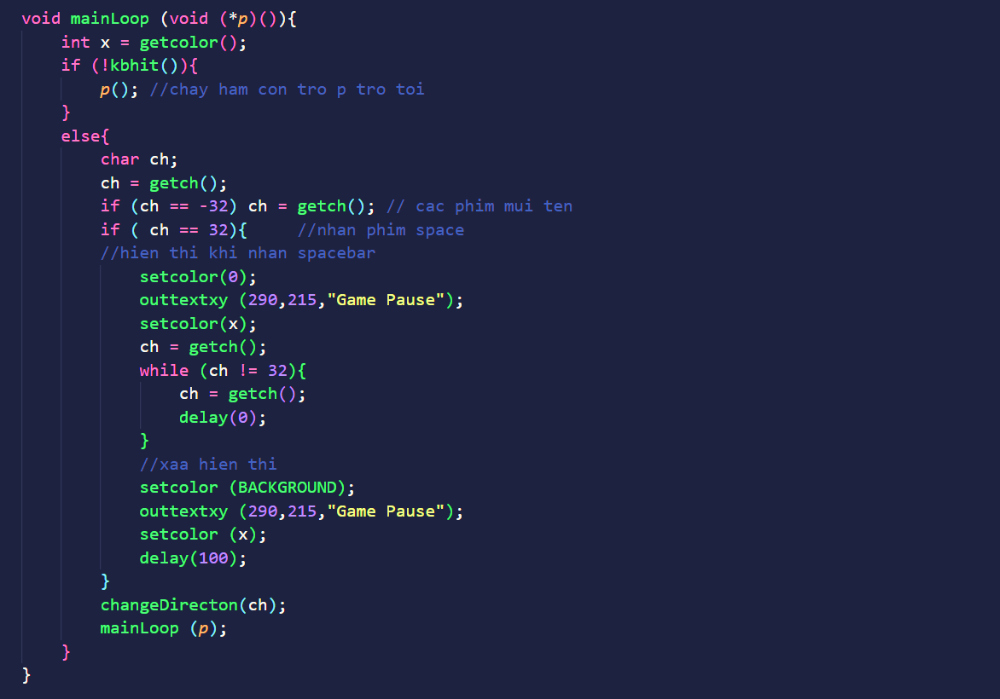 void mainLoop (void (*p)()){
    int x = getcolor();
    if (!kbhit()){
        p(); //chay ham con tro p tro toi
    }
    else{
        char ch;
        ch = getch();
        if (ch == -32) ch = getch(); // cac phim mui ten
        if ( ch == 32){     //nhan phim space
        //hien thi khi nhan spacebar
            setcolor(0);
            outtextxy (290,215,"Game Pause");
            setcolor(x);
            ch = getch();
            while (ch != 32){
                ch = getch();
                delay(0);
            }
            //xaa hien thi
            setcolor (BACKGROUND);
            outtextxy (290,215,"Game Pause");
            setcolor (x);
            delay(100);
        }
        changeDirecton(ch);
        mainLoop (p);
    }
}